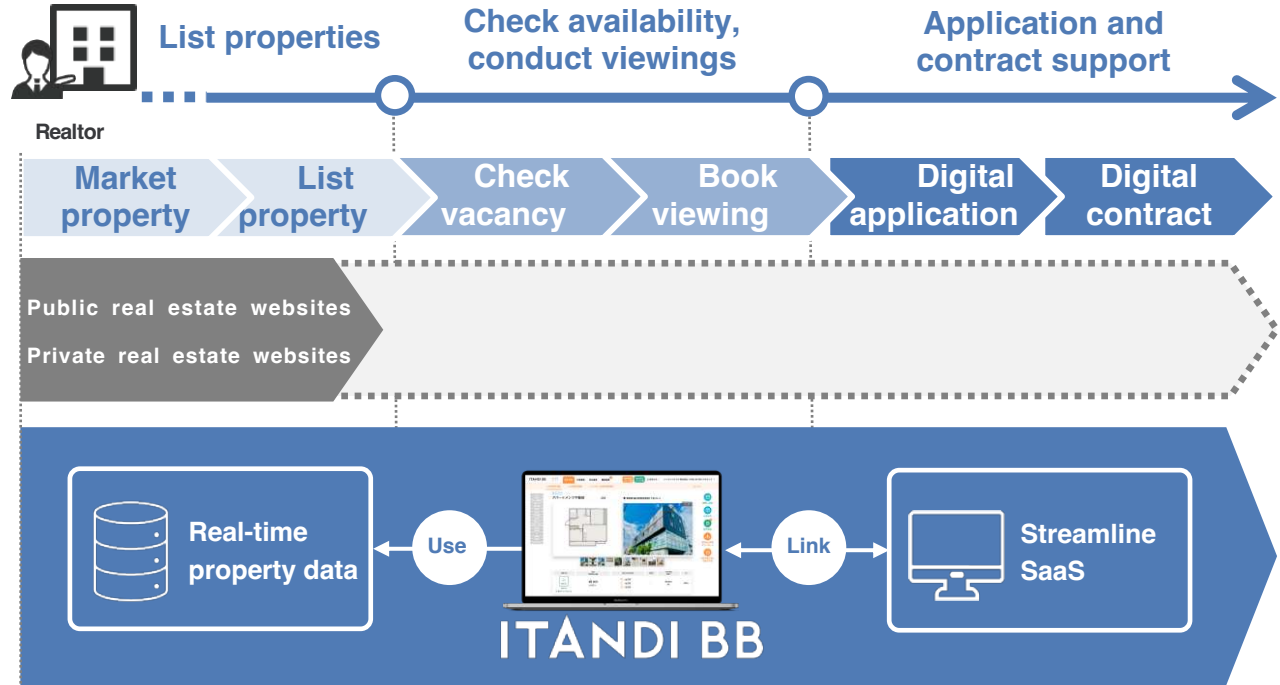 List properties
Check availability,
conduct viewings
Application and
contract support
Realtor
Market
property
List
property
Check
vacancy
Book
viewing
Digital
application
Digital
contract
Public real estate websites
Private real estate websites
Real-time
property data
Use
ITANDI BB
Link
Streamline
SaaS
ITANDI BB